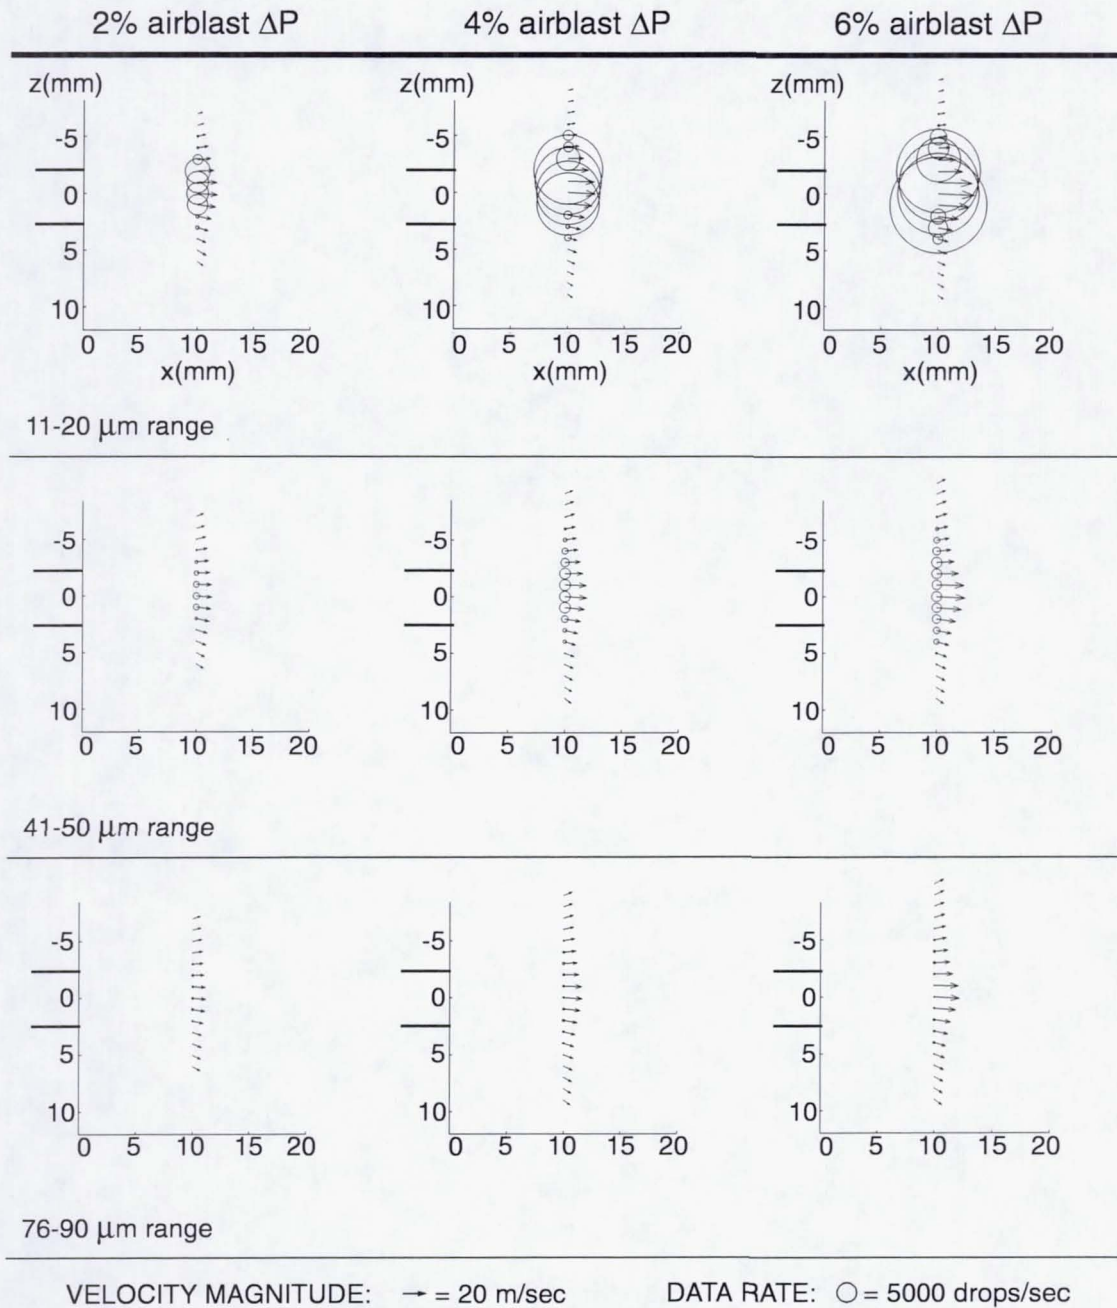 2% airblast ΔP 4% airblast ΔP 6% airblast ΔP
z(mm) z(mm) z(mm)
-5 -5 -5
0 0 0
5 5 5
10 10 10
0 5 10 15 20 0 5 10 15 20 0 5 10 15 20
x(mm) x(mm) x(mm)
11-20 μm range
-5 -5 -5
0 0 0
5 5 5
10 10 10
0 5 10 15 20 0 5 10 15 20 0 5 10 15 20
41-50 μm range
-5 -5 -5
0 0 0
5 5 5
10 10 10
0 5 10 15 20 0 5 10 15 20 0 5 10 15 20
76-90 μm range
VELOCITY MAGNITUDE: → = 20 m/sec DATA RATE: ○ = 5000 drops/sec